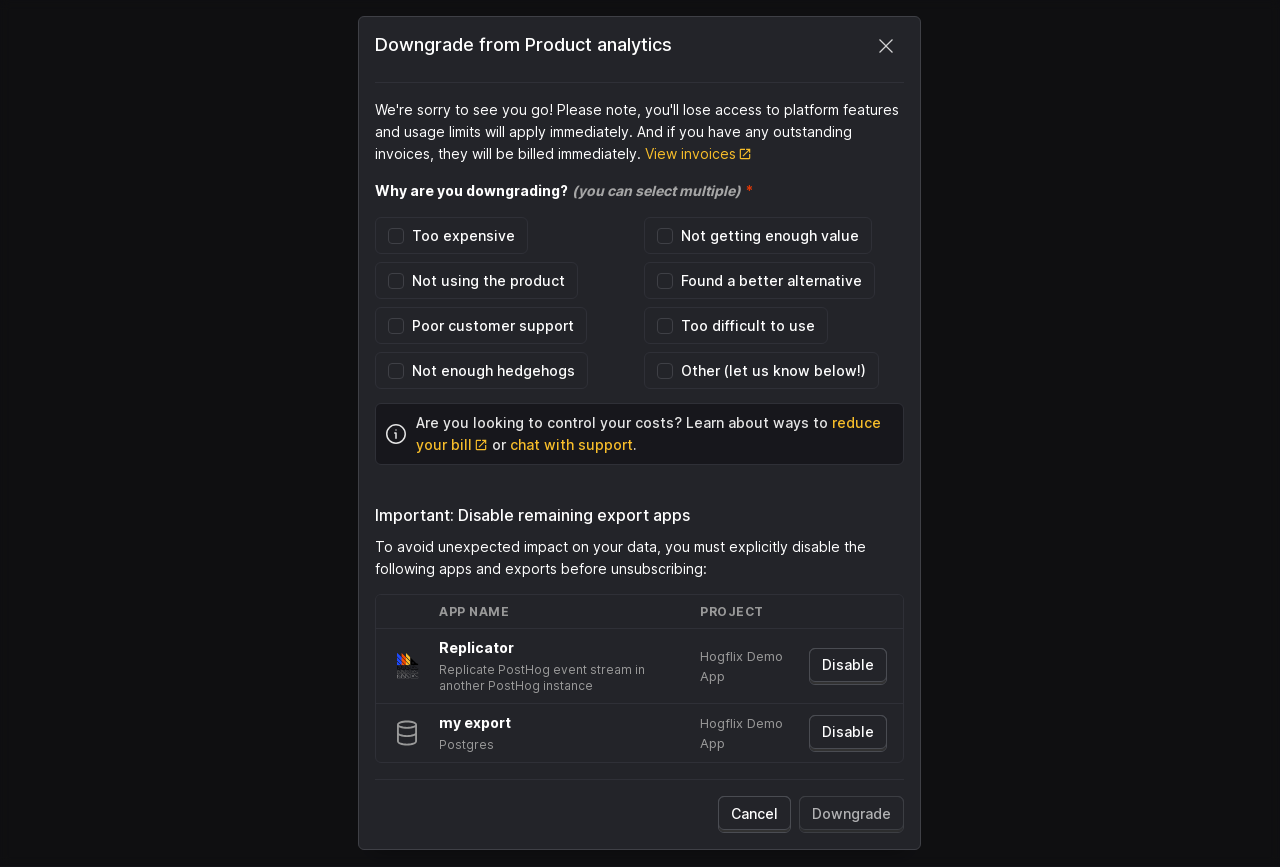 Downgrade from Product analytics
We're sorry to see you go! Please note, you'll lose access to platform features
and usage limits will apply immediately. And if you have any outstanding
invoices, they will be billed immediately. View invoices
Why are you downgrading? (you can select multiple) *
Too expensive
Not getting enough value
Not using the product
Found a better alternative
Poor customer support
Too difficult to use
Not enough hedgehogs
Other (let us know below!)
Are you looking to control your costs? Learn about ways to reduce
your bill or chat with support.
Important: Disable remaining export apps
To avoid unexpected impact on your data, you must explicitly disable the
following apps and exports before unsubscribing:
APP NAME PROJECT
Replicator
Replicate PostHog event stream in
another PostHog instance
Hogflix Demo
App
Disable
my export
Postgres
Hogflix Demo
App
Disable
Cancel Downgrade